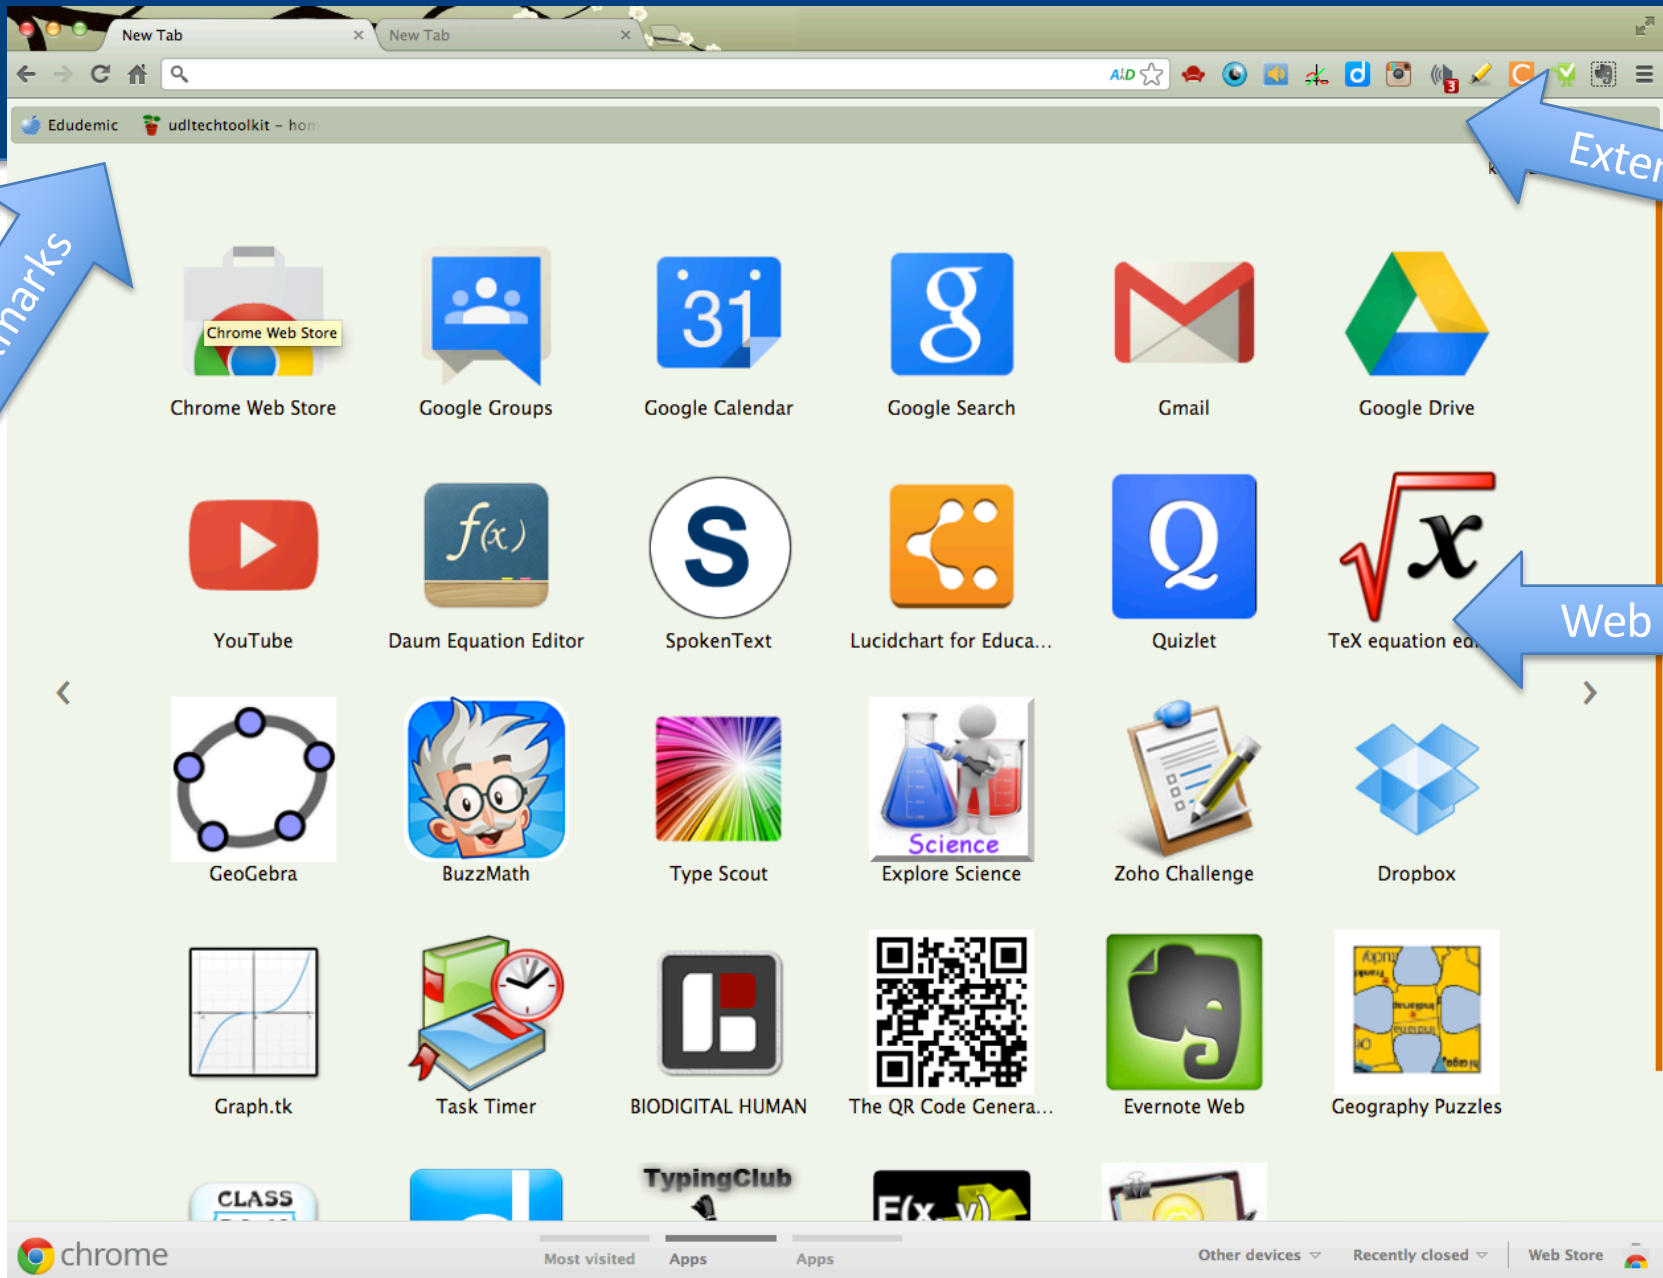 New Tab
New Tab
3
Edudemic
udltechtoolkit – hom
Exter
marks
31
g
Chrome Web Store
Chrome Web Store
Google Groups
Google Calendar
Google Search
Gmail
Google Drive
f(x)
S
Q
√x
YouTube
Daum Equation Editor
SpokenText
Lucidchart for Educa...
Quizlet
TeX equation ed
Web
Science
GeoGebra
BuzzMath
Type Scout
Explore Science
Zoho Challenge
Dropbox
Graph.tk
Task Timer
BIODIGITAL HUMAN
The QR Code Genera...
Evernote Web
Geography Puzzles
CLASS
TypingClub
F(x, y)
chrome
Most visited
Apps
Apps
Other devices
Recently closed
Web Store